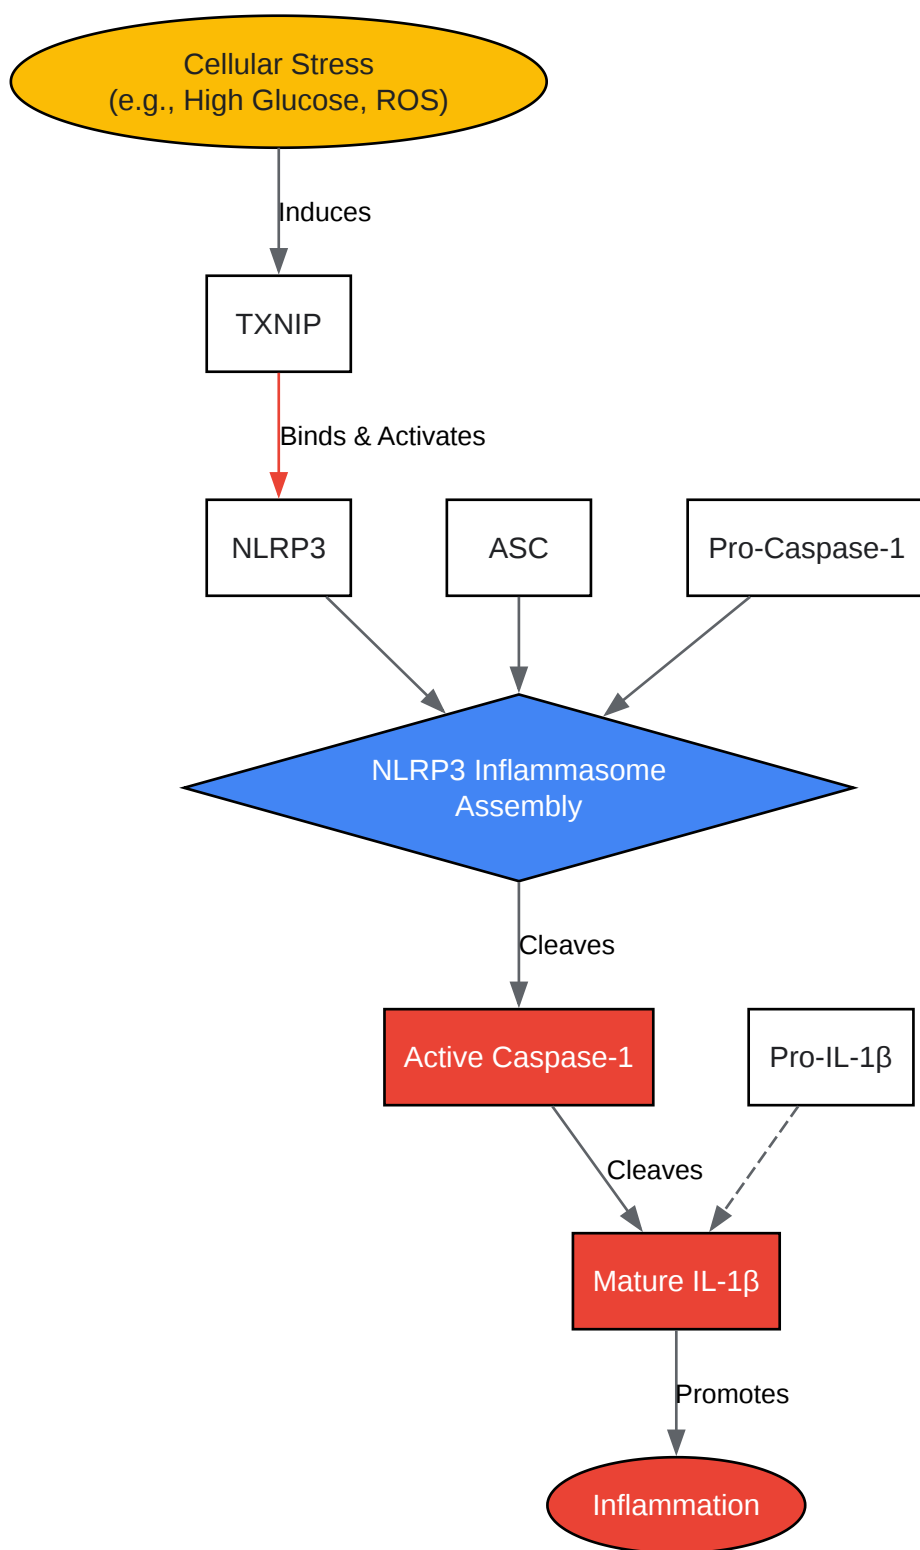 Cellular Stress
(e.g., High Glucose, ROS)
Induces
TXNIP
Binds & Activates
NLRP3
ASC
Pro-Caspase-1
NLRP3 Inflammasome
Assembly
Cleaves
Active Caspase-1
Pro-IL-1β
Cleaves
Mature IL-1β
Promotes
Inflammation